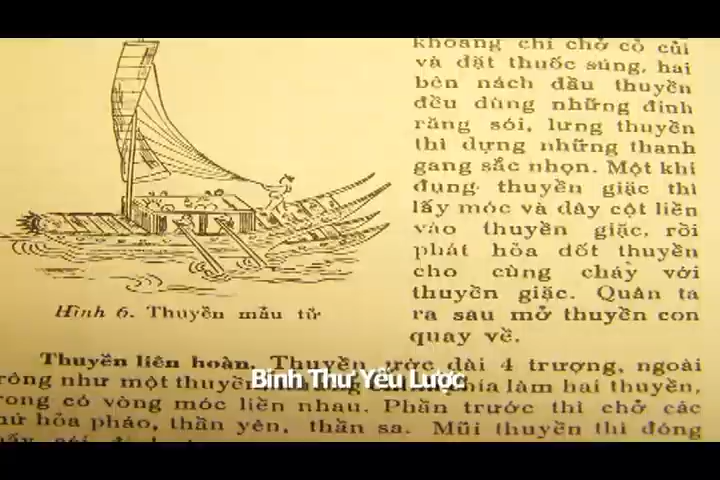 khoang chỉ chở cỏ củi
và đặt thuốc súng, hai
bên nách đầu thuyền
đều dùng những đinh
răng sói, lưng thuyền
thì dựng những thanh
gang sắc nhọn. Một khi
đụng thuyền giặc thì
lấy móc và dây cột liền
vào thuyền giặc, rồi
phát hỏa đốt thuyền
cho cùng cháy với
thuyền giặc. Quân ta
ra sau mở thuyền con
quay về.
Hình 6. Thuyền mẫu tử
Thuyền liên hoàn. Thuyền ước dài 4 trượng, ngoài
rông như một thuyền phía làm hai thuyền,
trong có vòng móc liền nhau. Phần trước thì chở các
thứ hỏa pháo, thần yên, thần sa. Mũi thuyền thì đóng
Binh Thư Yếu Lược